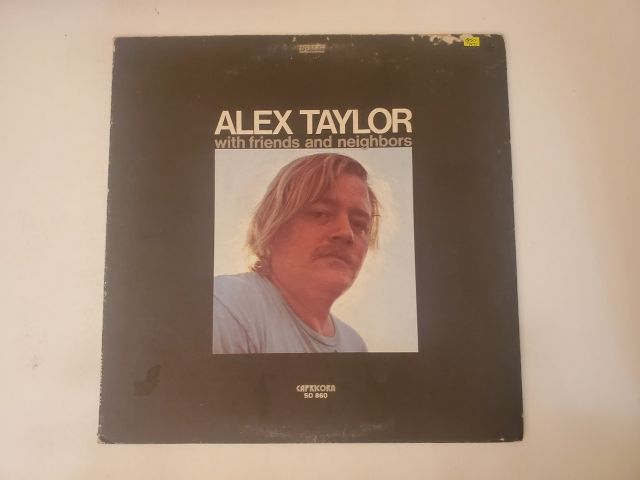 ALEX TAYLOR
with friends and neighbors
CAPRICORN
SD 860